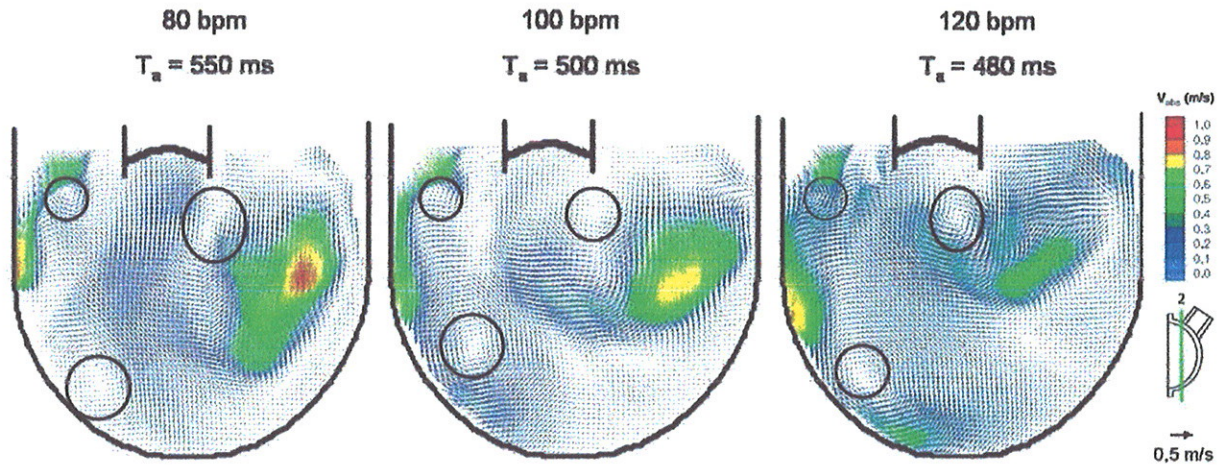 80 bpm
100 bpm
120 bpm
Ta = 550 ms
Ta = 500 ms
Ta = 480 ms
Vabs (m/s)
1.0
0.9
0.8
0.7
0.6
0.5
0.4
0.3
0.2
0.1
0.0
2
0,5 m/s